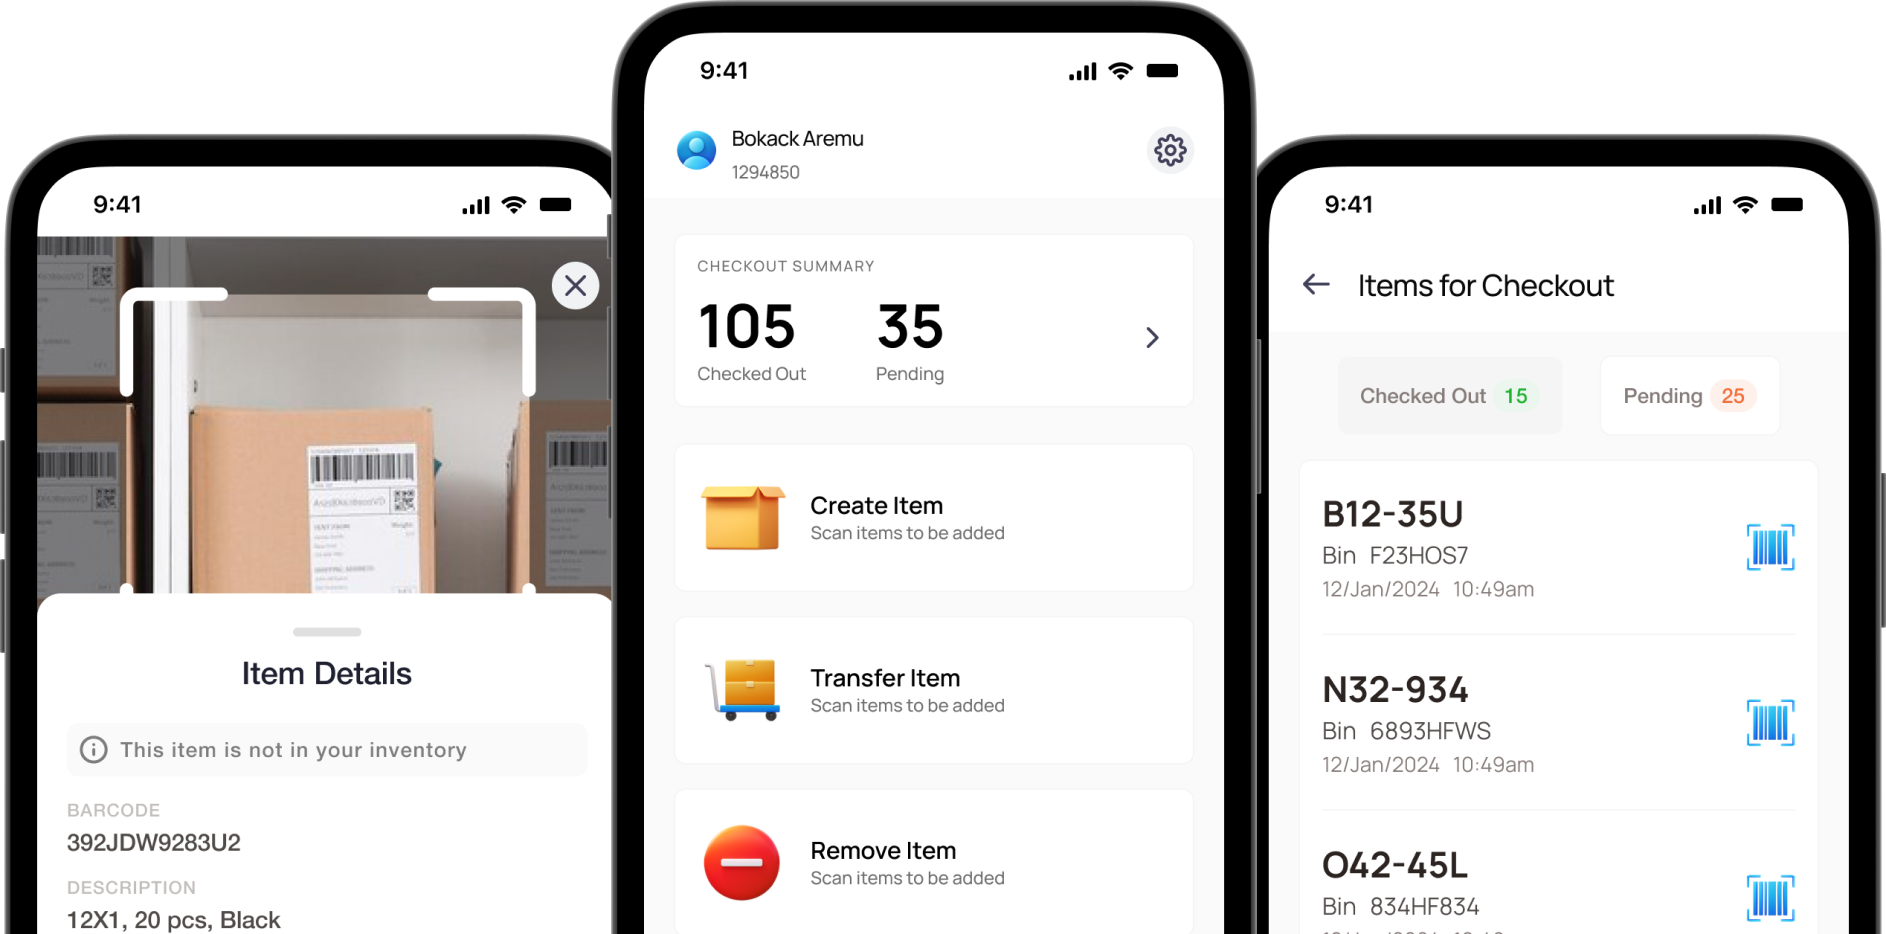 9:41
Item Details
This item is not in your inventory
BARCODE
392JDW9283U2
DESCRIPTION
12X1, 20 pcs, Black
9:41
Bokack Aremu
1294850
CHECKOUT SUMMARY
105 35
Checked Out Pending
Create Item
Scan items to be added
Transfer Item
Scan items to be added
Remove Item
Scan items to be added
9:41
Items for Checkout
Checked Out 15 Pending 25
B12-35U
Bin F23HOS7
12/Jan/2024 10:49am
N32-934
Bin 6893HFWS
12/Jan/2024 10:49am
O42-45L
Bin 834HF834